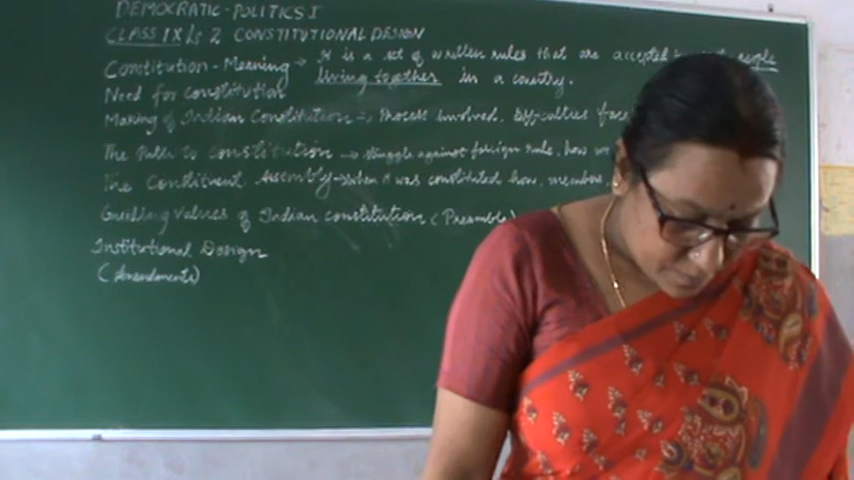 DEMOCRATIC-POLITICS I
CLASS IX Ls 2 CONSTITUTIONAL DESIGN
Constitution - Meaning → It is a set of written rules that are accepted by people
living together in a country.
Need for constitution
Making of Indian Constitution → Process involved, Difficulties
The Path to constitution → struggle against foreign rule, how
The Constituent Assembly → when it was constituted how, members
Guiding values of Indian constitution (Preamble)
Institutional Design
(Amendments)